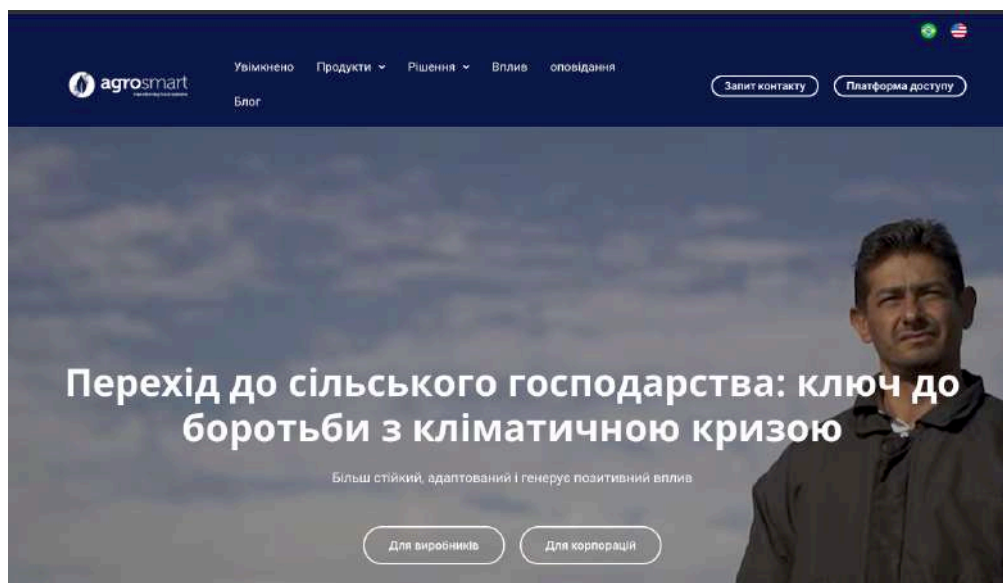 agrosmart
Увімкнено Продукти Рішення Вплив оповідання
Блог
Запит контакту Платформа доступу
Перехід до сільського господарства: ключ до
боротьби з кліматичною кризою
Більш стійкий, адаптований і генерує позитивний вплив
Для виробників Для корпорацій